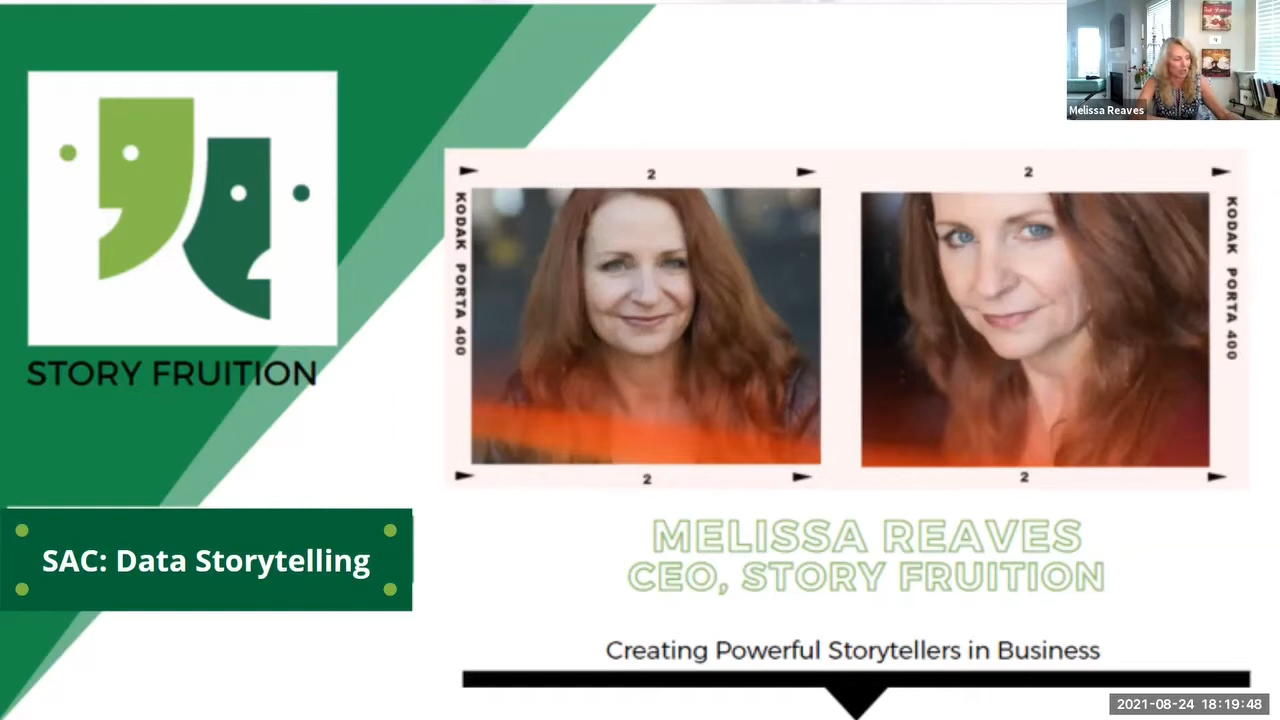 Melissa Reaves
2
2
KODAK PORTA 400
KODAK PORTA 400
2
2
STORY FRUITION
SAC: Data Storytelling
MELISSA REAVES
CEO, STORY FRUITION
Creating Powerful Storytellers in Business
2021-08-24 18:19:48